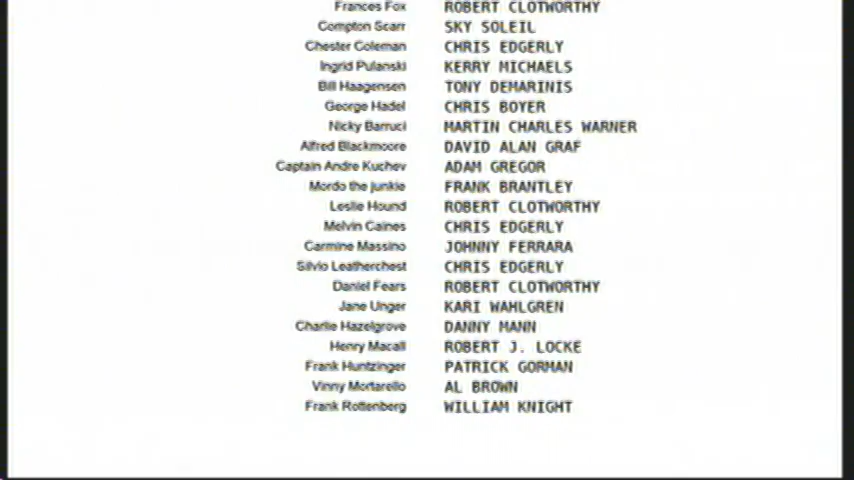 Frances Fox ROBERT CLOTWORTHY
Compton Scarr SKY SOLEIL
Chester Coleman CHRIS EDGERLY
Ingrid Pulanski KERRY MICHAELS
Bill Haagensen TONY DEMARINIS
George Hadel CHRIS BOYER
Nicky Barruci MARTIN CHARLES WARNER
Alfred Blackmoore DAVID ALAN GRAF
Captain Andre Kuchev ADAM GREGOR
Mordo the junkie FRANK BRANTLEY
Leslie Hound ROBERT CLOTWORTHY
Melvin Caines CHRIS EDGERLY
Carmine Massino JOHNNY FERRARA
Silvio Leatherchest CHRIS EDGERLY
Daniel Fears ROBERT CLOTWORTHY
Jane Unger KARI WAHLGREN
Charlie Hazelgrove DANNY MANN
Henry Macall ROBERT J. LOCKE
Frank Huntzinger PATRICK GORMAN
Vinny Mortarello AL BROWN
Frank Rottenberg WILLIAM KNIGHT